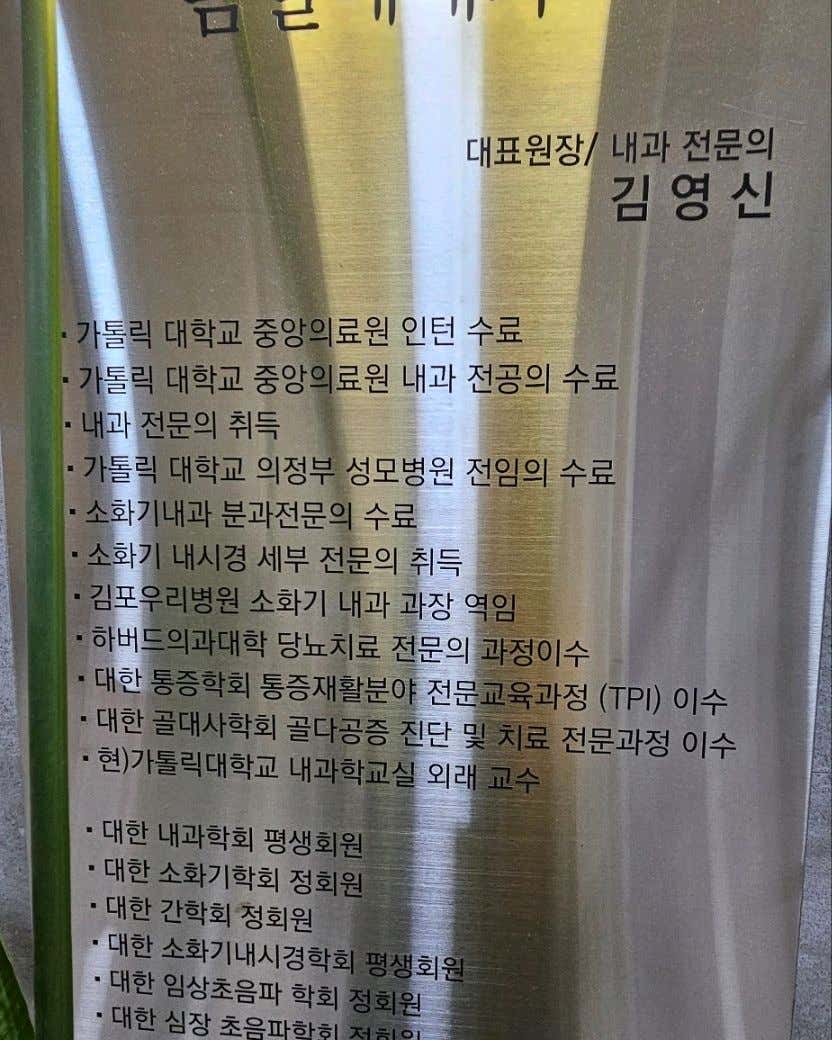 대표원장/ 내과 전문의
김 영 신
· 가톨릭 대학교 중앙의료원 인턴 수료
· 가톨릭 대학교 중앙의료원 내과 전공의 수료
· 내과 전문의 취득
· 가톨릭 대학교 의정부 성모병원 전임의 수료
· 소화기내과 분과전문의 수료
· 소화기 내시경 세부 전문의 취득
· 김포우리병원 소화기 내과 과장 역임
· 하버드의과대학 당뇨치료 전문의 과정이수
· 대한 통증학회 통증재활분야 전문교육과정 (TPI) 이수
· 대한 골대사학회 골다공증 진단 및 치료 전문과정 이수
· 현)가톨릭대학교 내과학교실 외래 교수
· 대한 내과학회 평생회원
· 대한 소화기학회 정회원
· 대한 간학회 정회원
· 대한 소화기내시경학회 평생회원
· 대한 임상초음파 학회 정회원
· 대한 심장 초음파학회 정회원